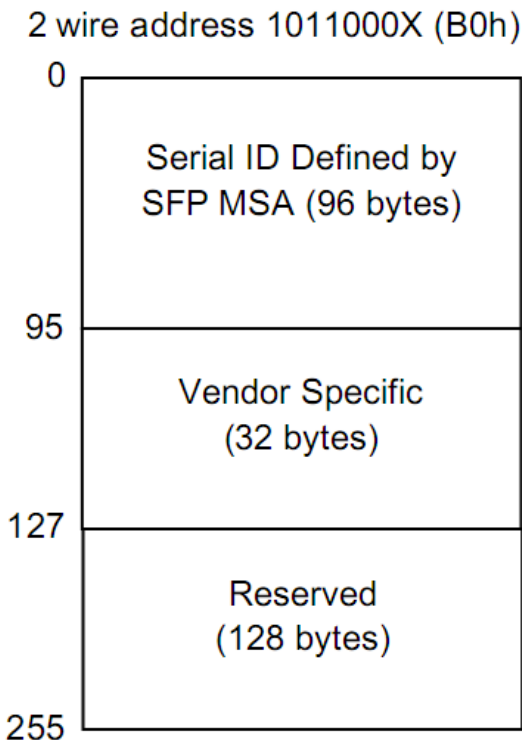 2 wire address 1011000X (B0h)
0
Serial ID Defined by
SFP MSA (96 bytes)
95
Vendor Specific
(32 bytes)
127
Reserved
(128 bytes)
255